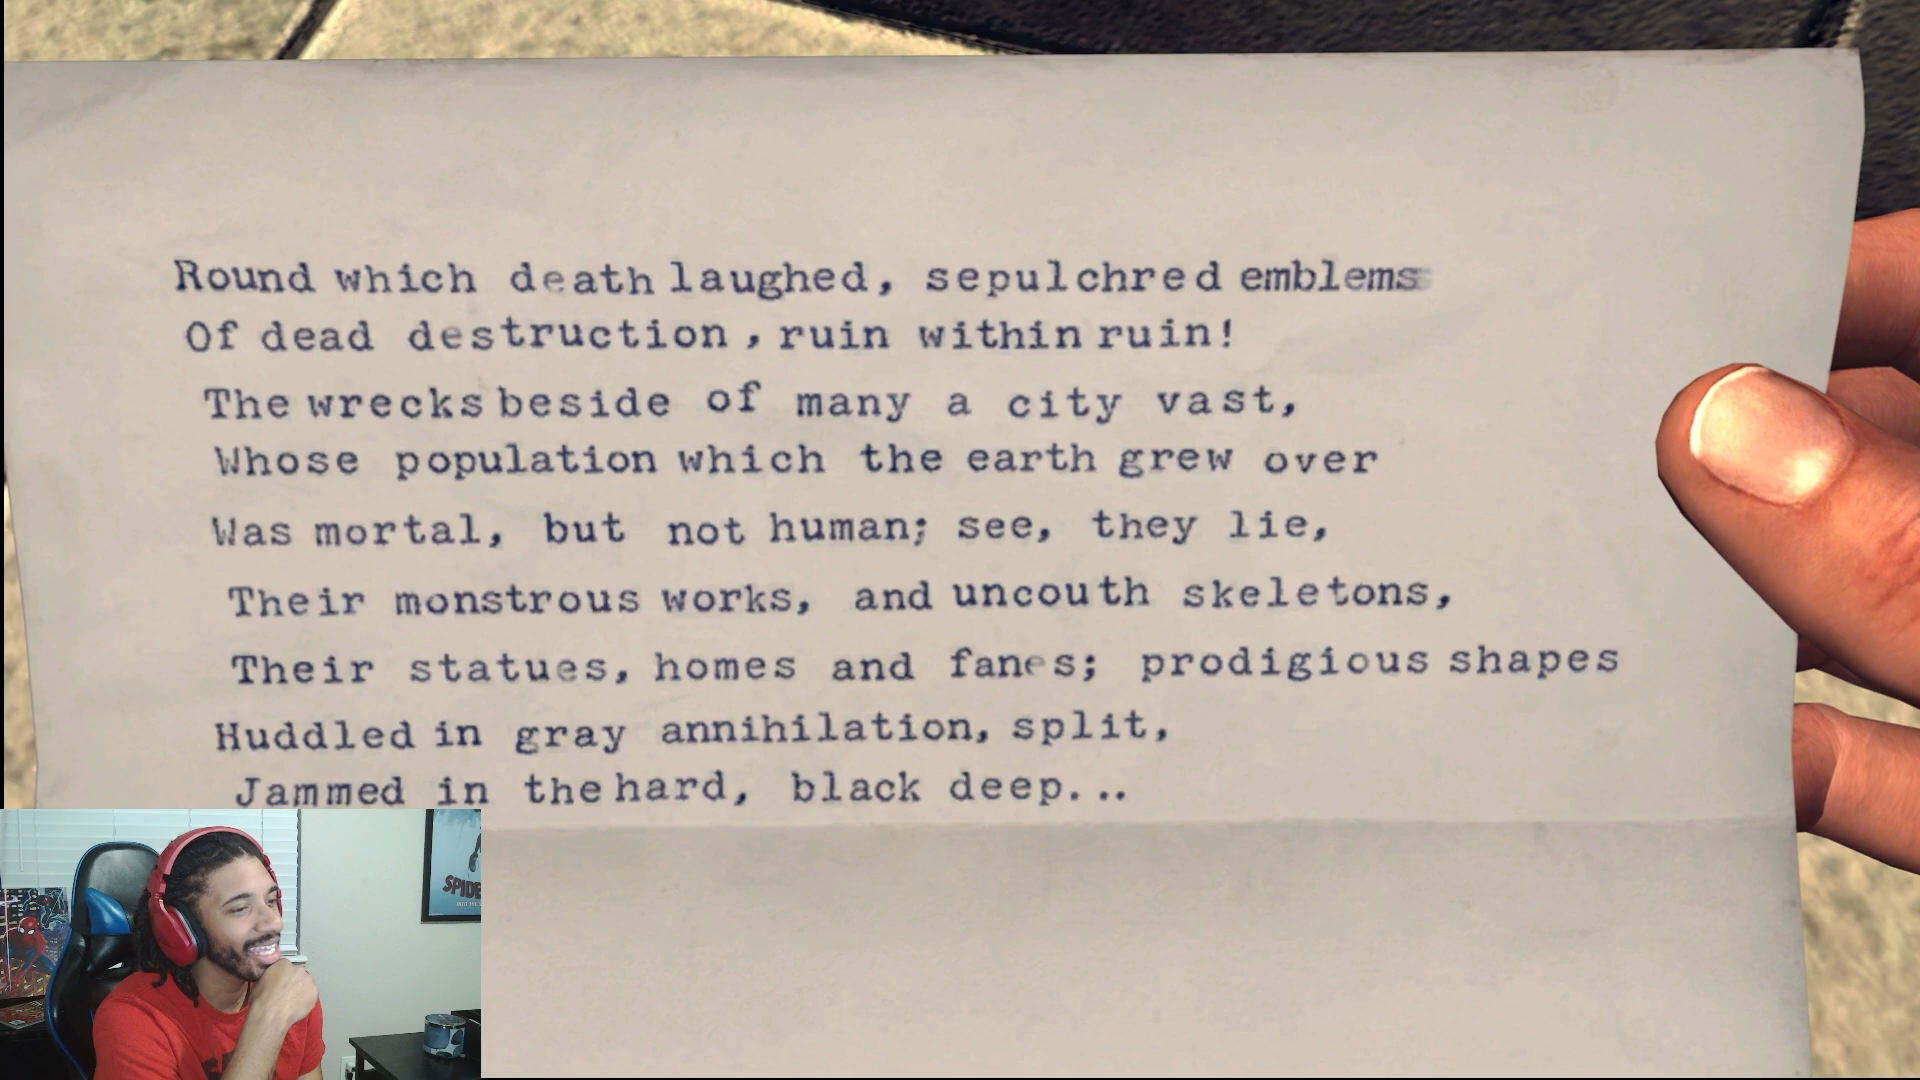 Round which death laughed, sepulchred emblems
Of dead destruction, ruin within ruin!
The wrecks beside of many a city vast,
Whose population which the earth grew over
Was mortal, but not human; see, they lie,
Their monstrous works, and uncouth skeletons,
Their statues, homes and fanes; prodigious shapes
Huddled in gray annihilation, split,
Jammed in the hard, black deep...